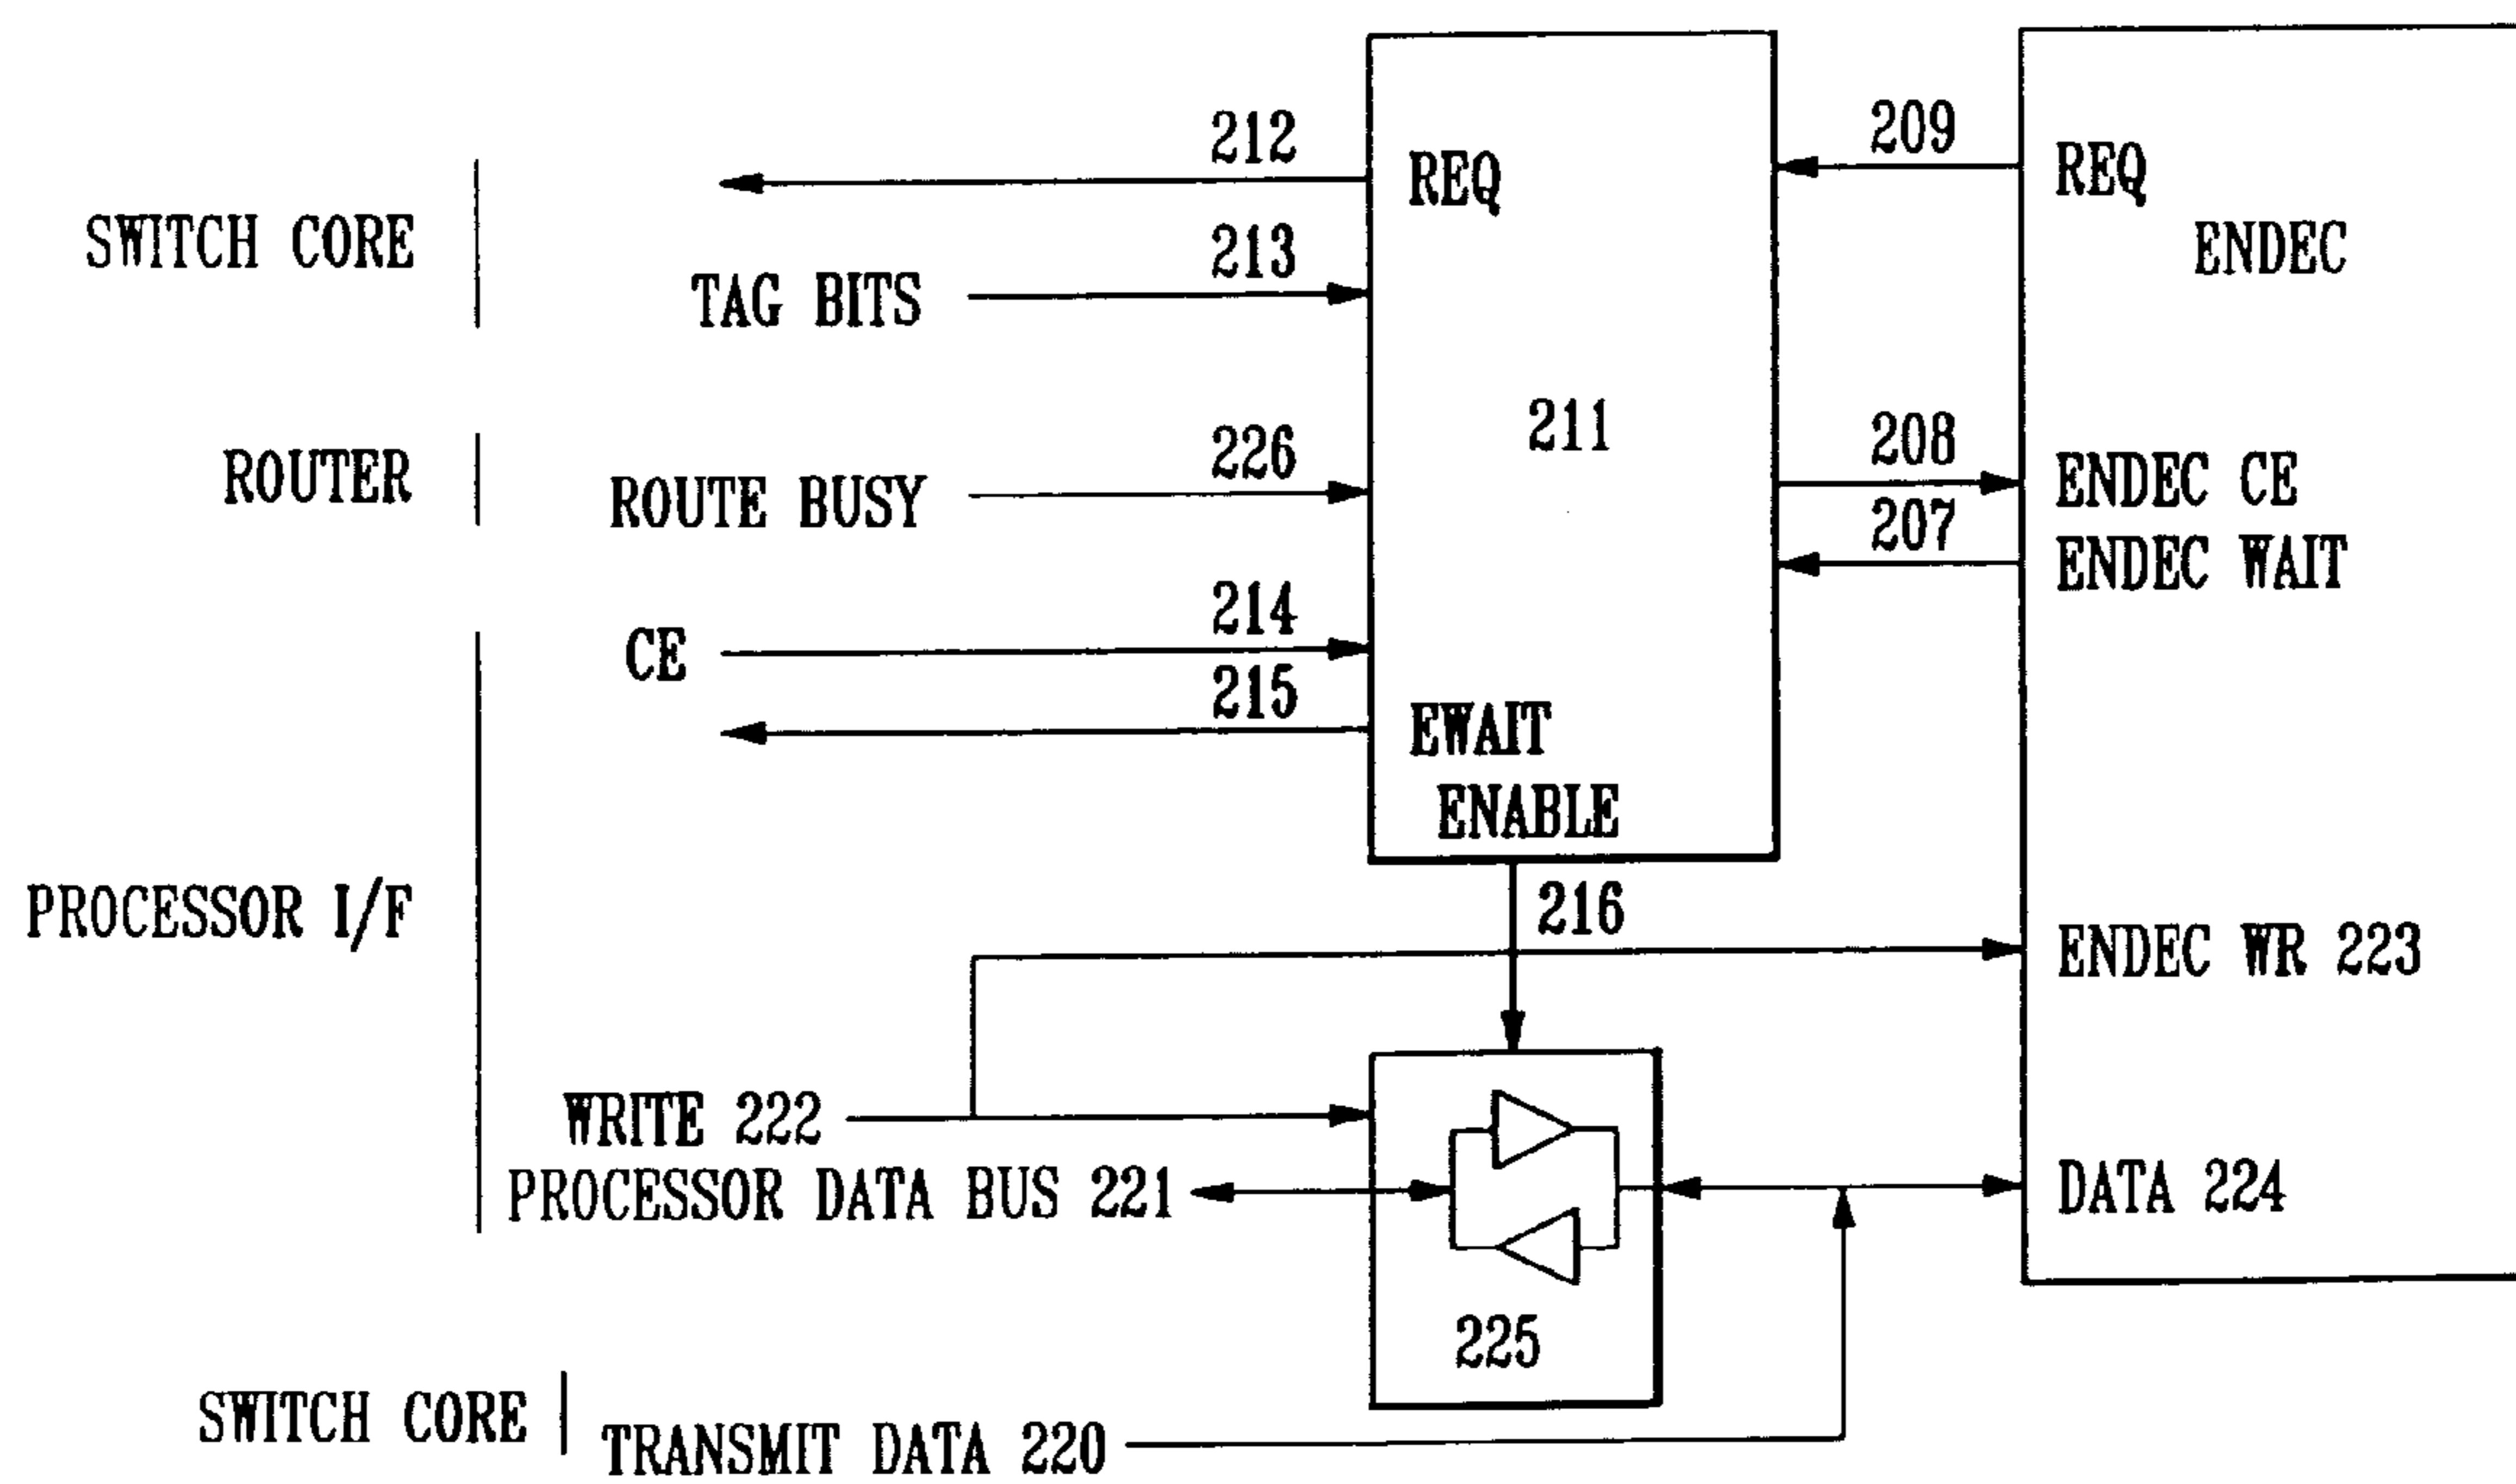 212
209
REQ
REQ
SWITCH CORE
213
ENDEC
TAG BITS
211
226
208
ROUTER
ROUTE BUSY
ENDEC CE
207
ENDEC WAIT
214
CE
215
EWAIT
ENABLE
PROCESSOR I/F
216
ENDEC WR 223
WRITE 222
PROCESSOR DATA BUS 221
DATA 224
225
SWITCH CORE
TRANSMIT DATA 220